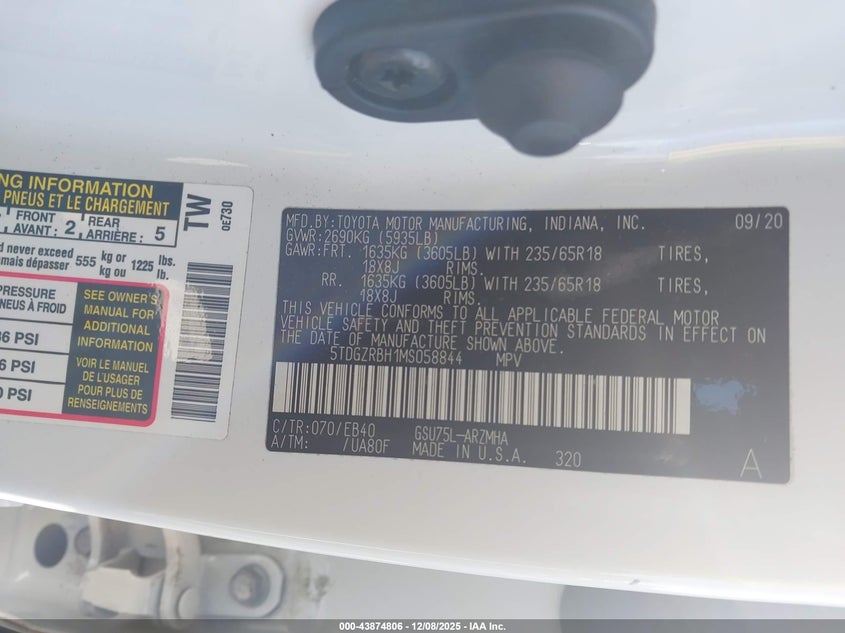 NG INFORMATION
PNEUS ET LE CHARGEMENT
FRONT
AVANT: 2, REAR
ARRIÈRE: 5
d never exceed
mais dépasser 555 kg or
kg ou 1225 lbs.
lb.
PRESSURE
NEUS À FROID
36 PSI
6 PSI
0 PSI
SEE OWNER'S
MANUAL FOR
ADDITIONAL
INFORMATION
VOIR LE MANUEL
DE L'USAGER
POUR PLUS DE
RENSEIGNEMENTS
TW
0E730
MFD.BY:TOYOTA MOTOR MANUFACTURING, INDIANA, INC. 09/20
GVWR:2690KG (5935LB)
GAWR:FRT. 1635KG (3605LB) WITH 235/65R18 TIRES,
18X8J RIMS.
RR. 1635KG (3605LB) WITH 235/65R18 TIRES,
18X8J RIMS.
THIS VEHICLE CONFORMS TO ALL APPLICABLE FEDERAL MOTOR
VEHICLE SAFETY AND THEFT PREVENTION STANDARDS IN EFFECT ON
THE DATE OF MANUFACTURE SHOWN ABOVE.
5TDGZRBH1MS058844 MPV
C/TR:070/EB40 GSU75L-ARZMHA
A/TM: /UA80F MADE IN U.S.A. 320 A
000-43874806 - 12/08/2025 - IAA Inc.